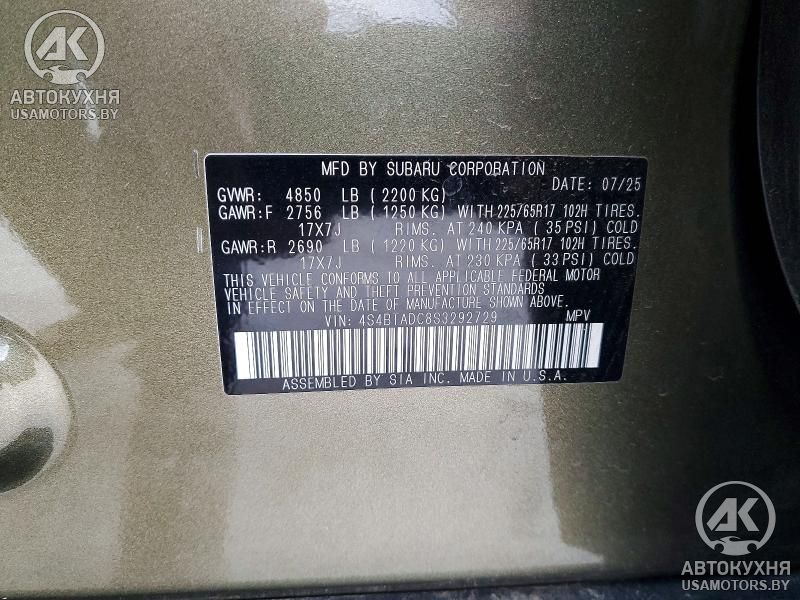 AK
АВТОКУХНЯ
USAMOTORS.BY
MFD BY SUBARU CORPORATION
DATE: 07/25
GVWR: 4850 LB (2200 KG)
GAWR:F 2756 LB (1250 KG) WITH 225/65R17 102H TIRES.
17X7J RIMS. AT 240 KPA (35 PSI) COLD
GAWR:R 2690 LB (1220 KG) WITH 225/65R17 102H TIRES.
17X7J RIMS. AT 230 KPA (33 PSI) COLD
THIS VEHICLE CONFORMS TO ALL APPLICABLE FEDERAL MOTOR
VEHICLE SAFETY AND THEFT PREVENTION STANDARDS
IN EFFECT ON THE DATE OF MANUFACTURE SHOWN ABOVE.
VIN: 4S4BTADC8S3292729 MPV
ASSEMBLED BY SIA INC. MADE IN U.S.A.
AK
АВТОКУХНЯ
USAMOTORS.BY